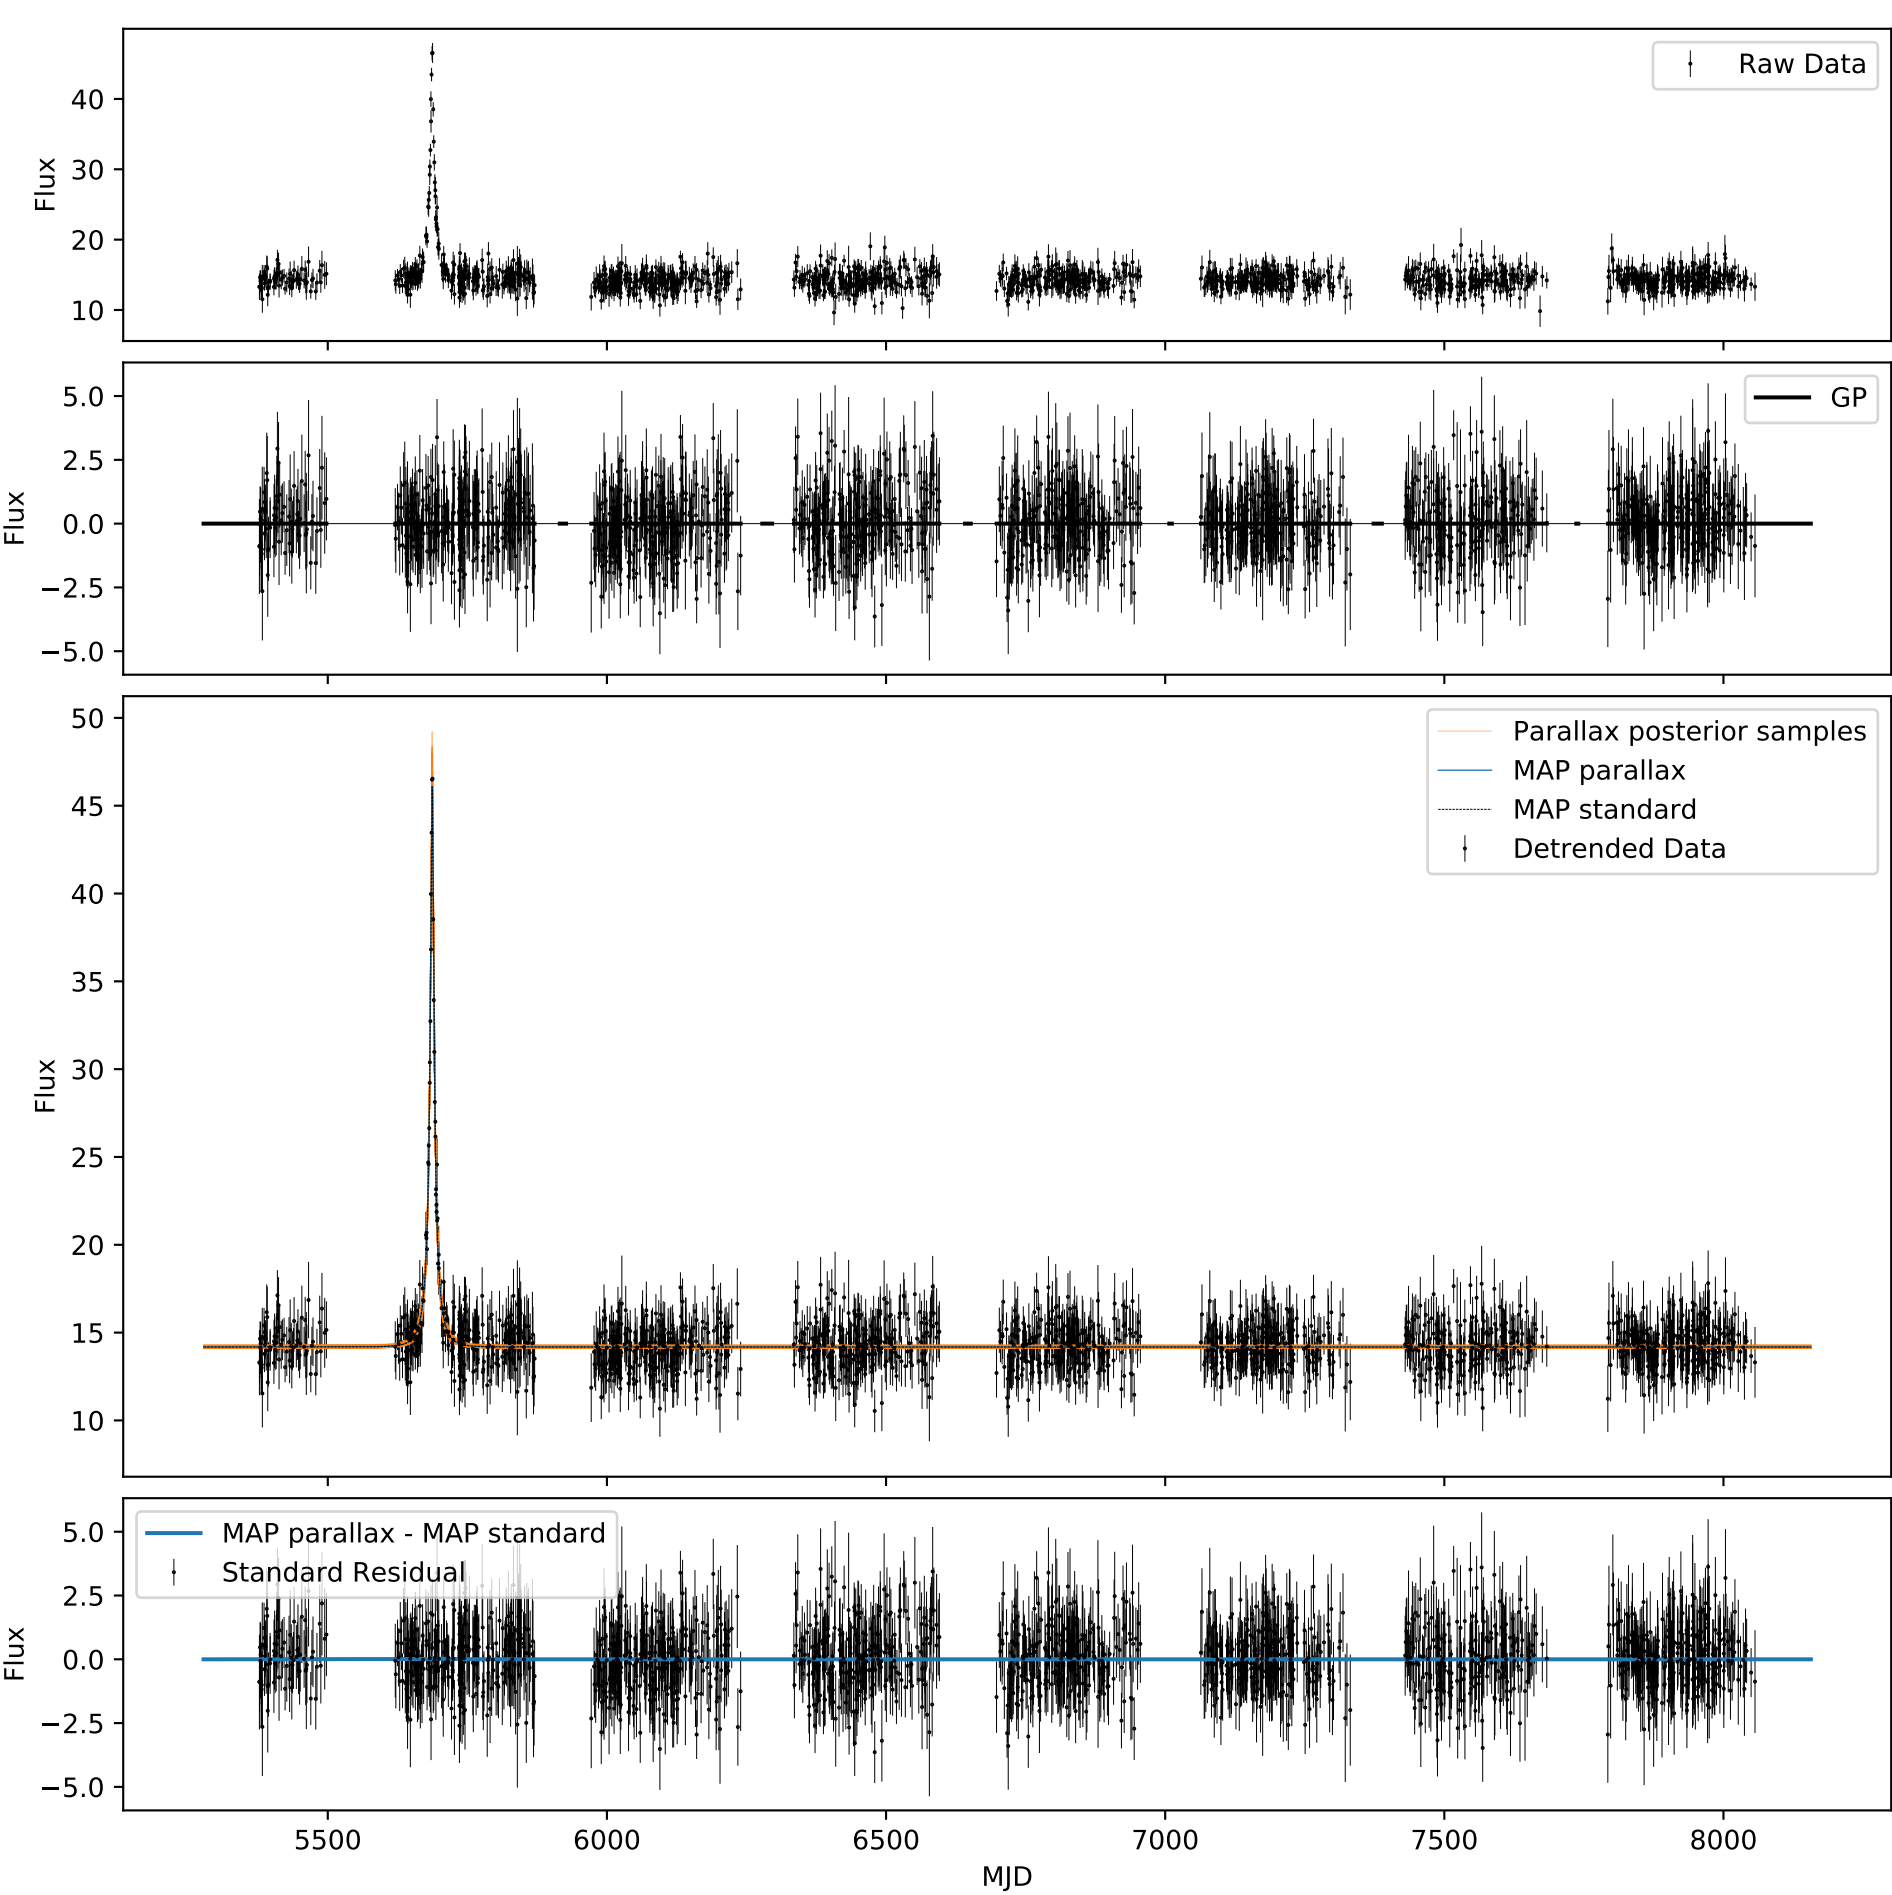 Flux
40
30
20
10
Raw Data
Flux
5.0
2.5
0.0
−2.5
−5.0
GP
Flux
50
45
40
35
30
25
20
15
10
Parallax posterior samples
MAP parallax
MAP standard
Detrended Data
Flux
5.0
2.5
0.0
−2.5
−5.0
MAP parallax - MAP standard
Standard Residual
5500 6000 6500 7000 7500 8000
MJD